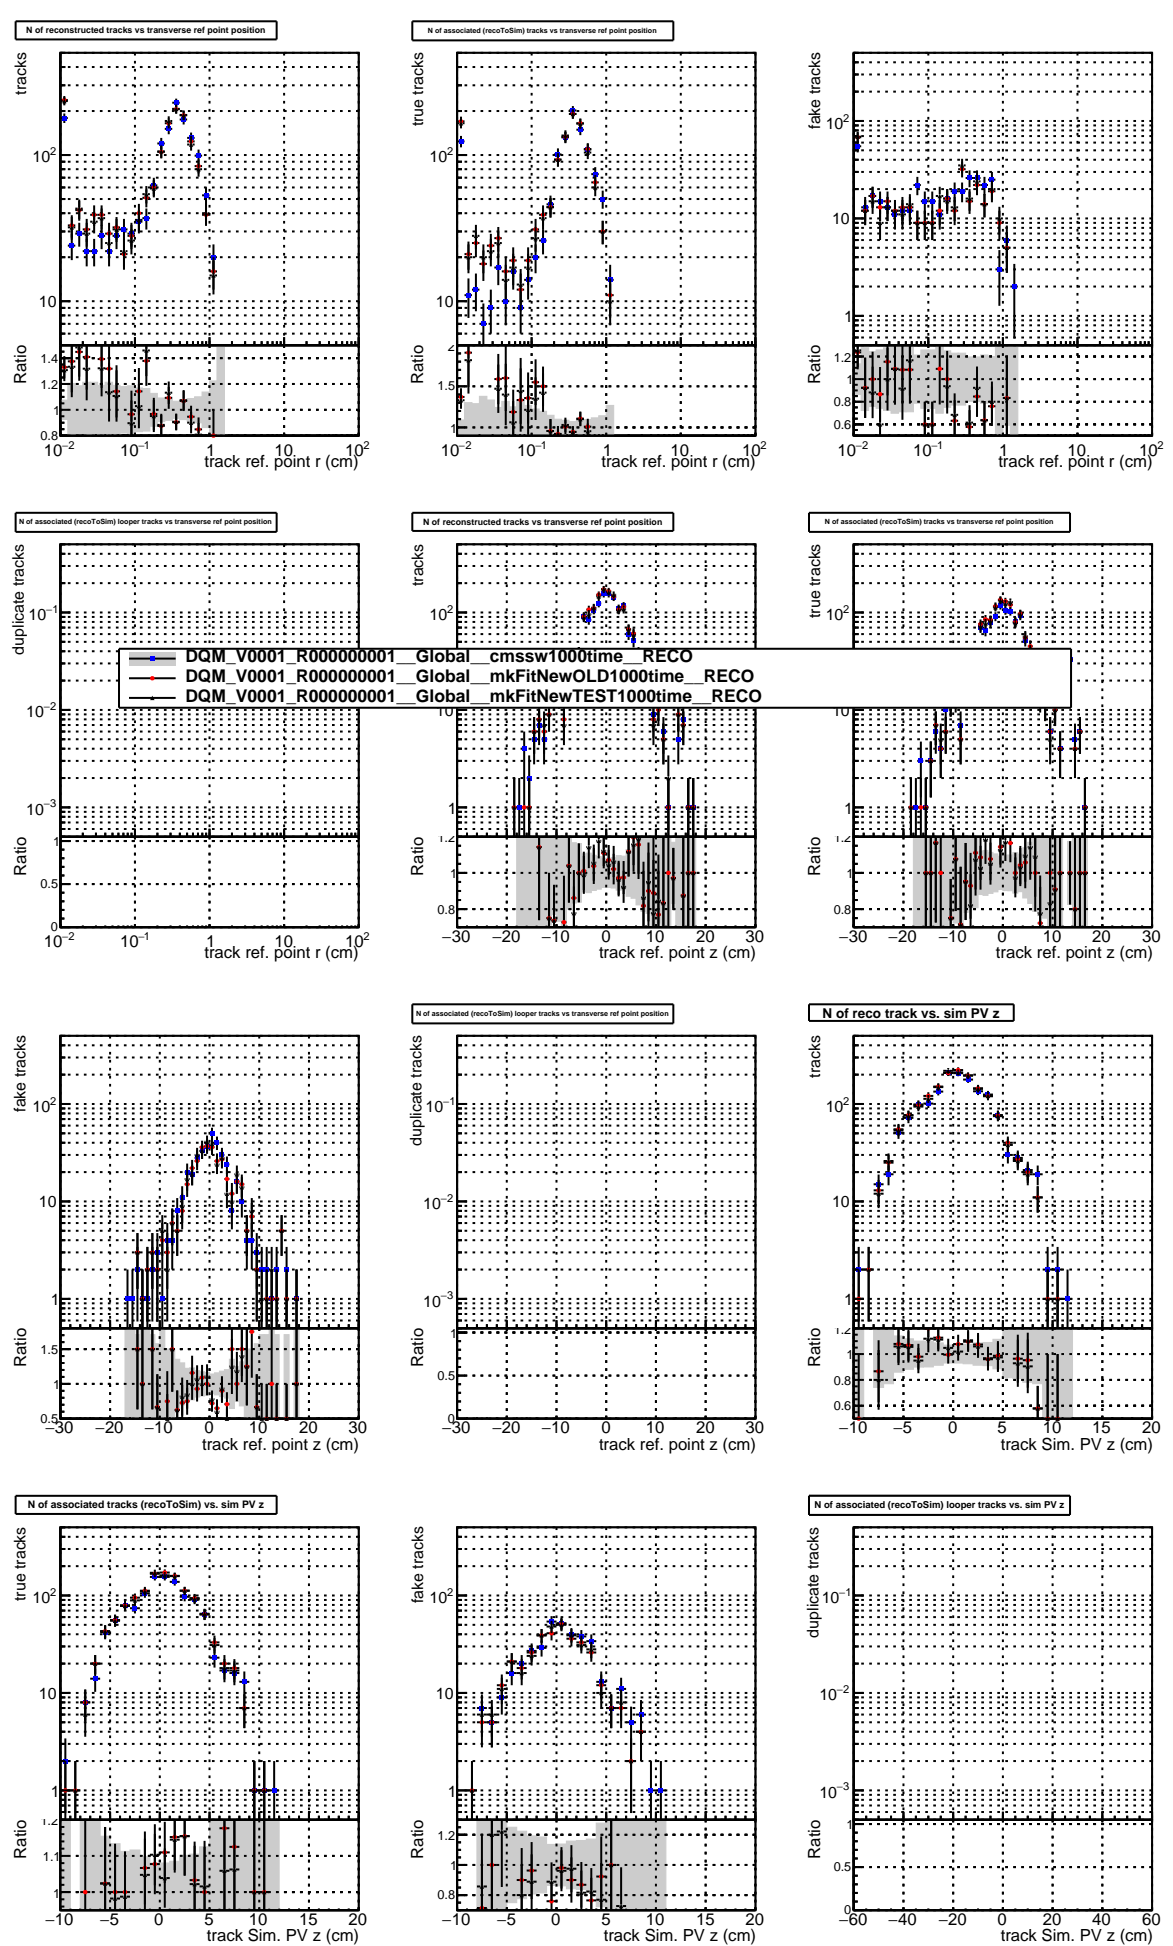 N of reconstructed tracks vs transverse ref point position
N of associated (recoToSim) tracks vs transverse ref point position
tracks
10²
10
Ratio
1.4
1.2
1
0.8
10⁻² 10⁻¹ 1 10 10²
track ref. point r (cm)
true tracks
10²
10
Ratio
2
1.5
1
10⁻² 10⁻¹ 1 10 10²
track ref. point r (cm)
fake tracks
10²
10
1
Ratio
1.2
1
0.8
0.6
10⁻² 10⁻¹ 1 10 10²
track ref. point r (cm)
N of associated (recoToSim) looper tracks vs transverse ref point position
N of reconstructed tracks vs transverse ref point position
N of associated (recoToSim) tracks vs transverse ref point position
duplicate tracks
10⁻¹
10⁻²
10⁻³
Ratio
1
0.5
0
10⁻² 10⁻¹ 1 10 10²
track ref. point r (cm)
DQM_V0001_R000000001__Global__cmssw1000time__RECO
DQM_V0001_R000000001__Global__mkFitNewOLD1000time__RECO
DQM_V0001_R000000001__Global__mkFitNewTEST1000time__RECO
tracks
10²
10
1
Ratio
1.2
1
0.8
−30 −20 −10 0 10 20 30
track ref. point z (cm)
true tracks
10²
10
1
Ratio
1.2
1
0.8
−30 −20 −10 0 10 20 30
track ref. point z (cm)
N of associated (recoToSim) looper tracks vs transverse ref point position
N of reco track vs. sim PV z
fake tracks
10²
10
1
Ratio
1.5
1
0.5
−30 −20 −10 0 10 20 30
track ref. point z (cm)
duplicate tracks
10⁻¹
10⁻²
10⁻³
Ratio
1
0.5
0
−30 −20 −10 0 10 20 30
track ref. point z (cm)
tracks
10²
10
1
Ratio
1.2
1
0.8
0.6
−10 −5 0 5 10 15 20
track Sim. PV z (cm)
N of associated tracks (recoToSim) vs. sim PV z
N of associated (recoToSim) looper tracks vs. sim PV z
true tracks
10²
10
1
Ratio
1.2
1.1
1
−10 −5 0 5 10 15 20
track Sim. PV z (cm)
fake tracks
10²
10
1
Ratio
1.2
1
0.8
−10 −5 0 5 10 15 20
track Sim. PV z (cm)
duplicate tracks
10⁻¹
10⁻²
10⁻³
Ratio
1
0.5
0
−60 −40 −20 0 20 40 60
track Sim. PV z (cm)